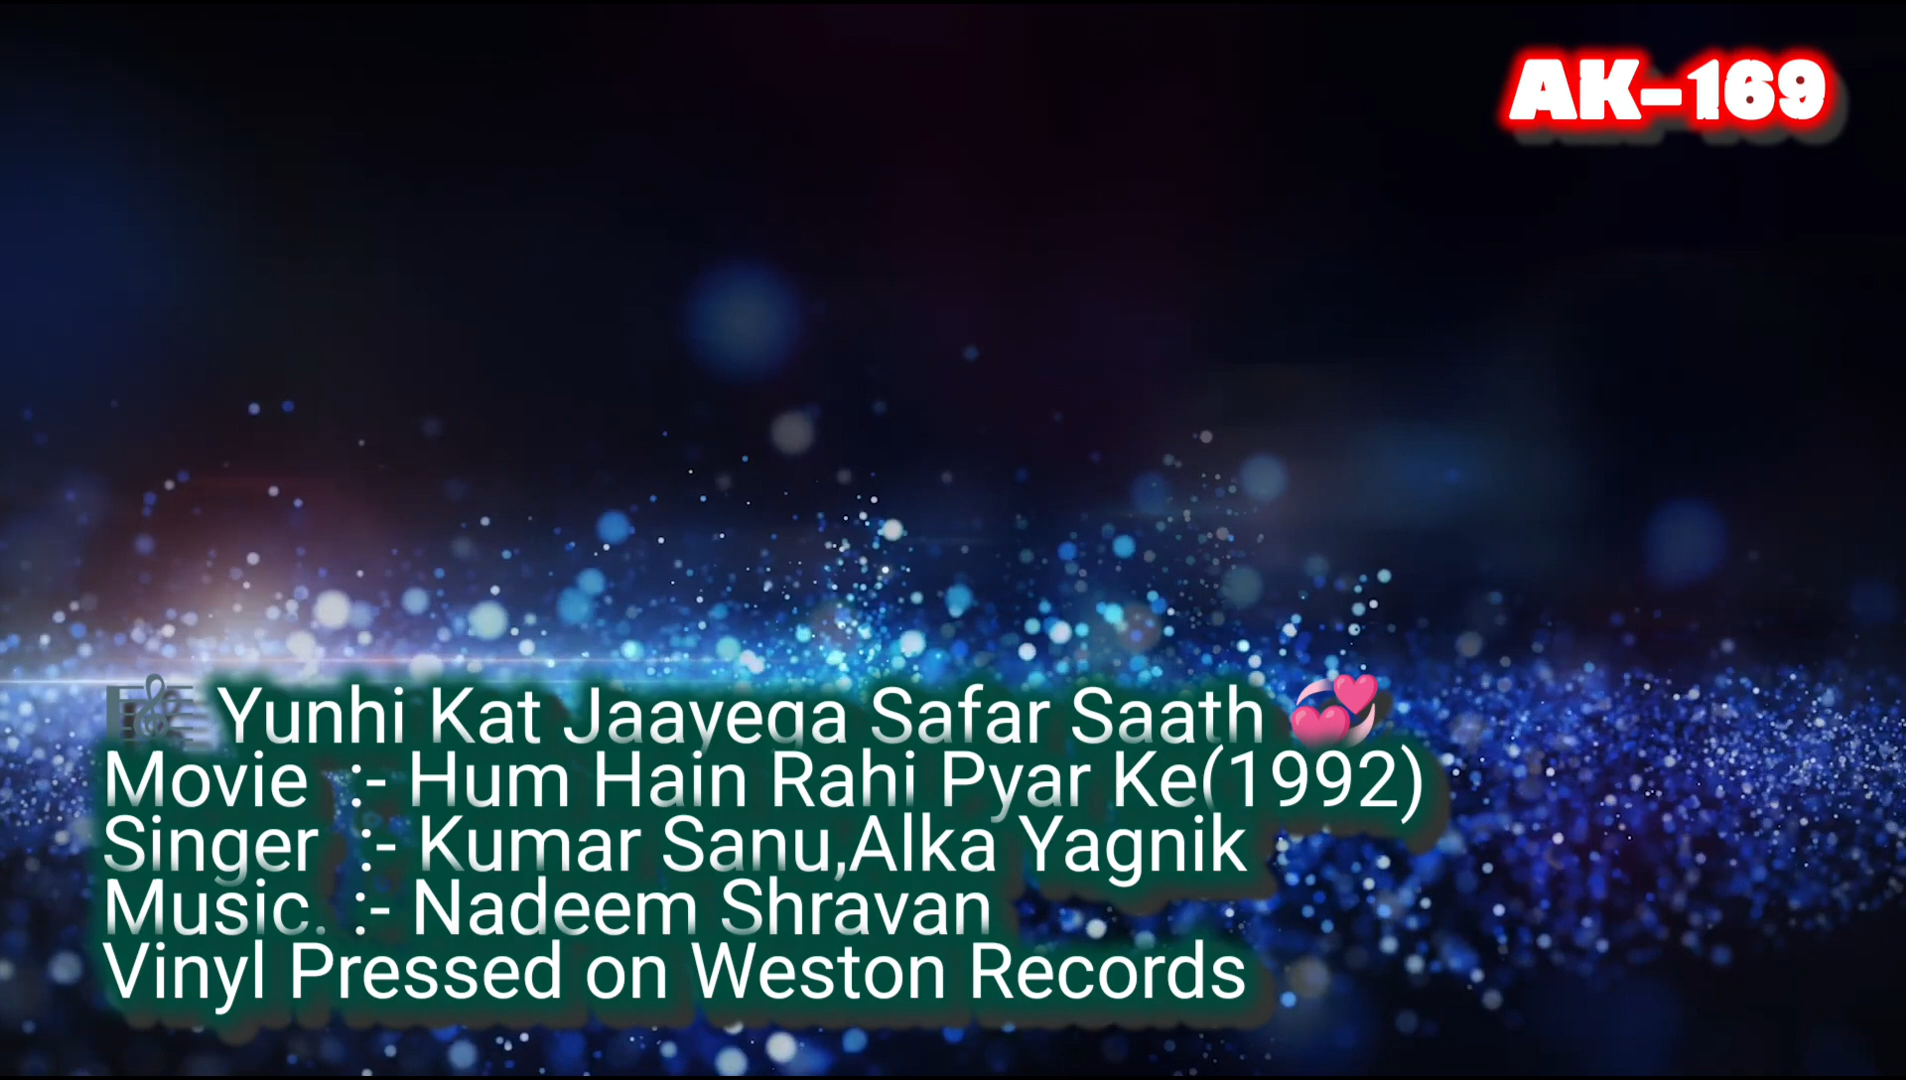 AK-169
🎼 Yunhi Kat Jaayega Safar Saath 💞
Movie :- Hum Hain Rahi Pyar Ke(1992)
Singer :- Kumar Sanu,Alka Yagnik
Music. :- Nadeem Shravan
Vinyl Pressed on Weston Records